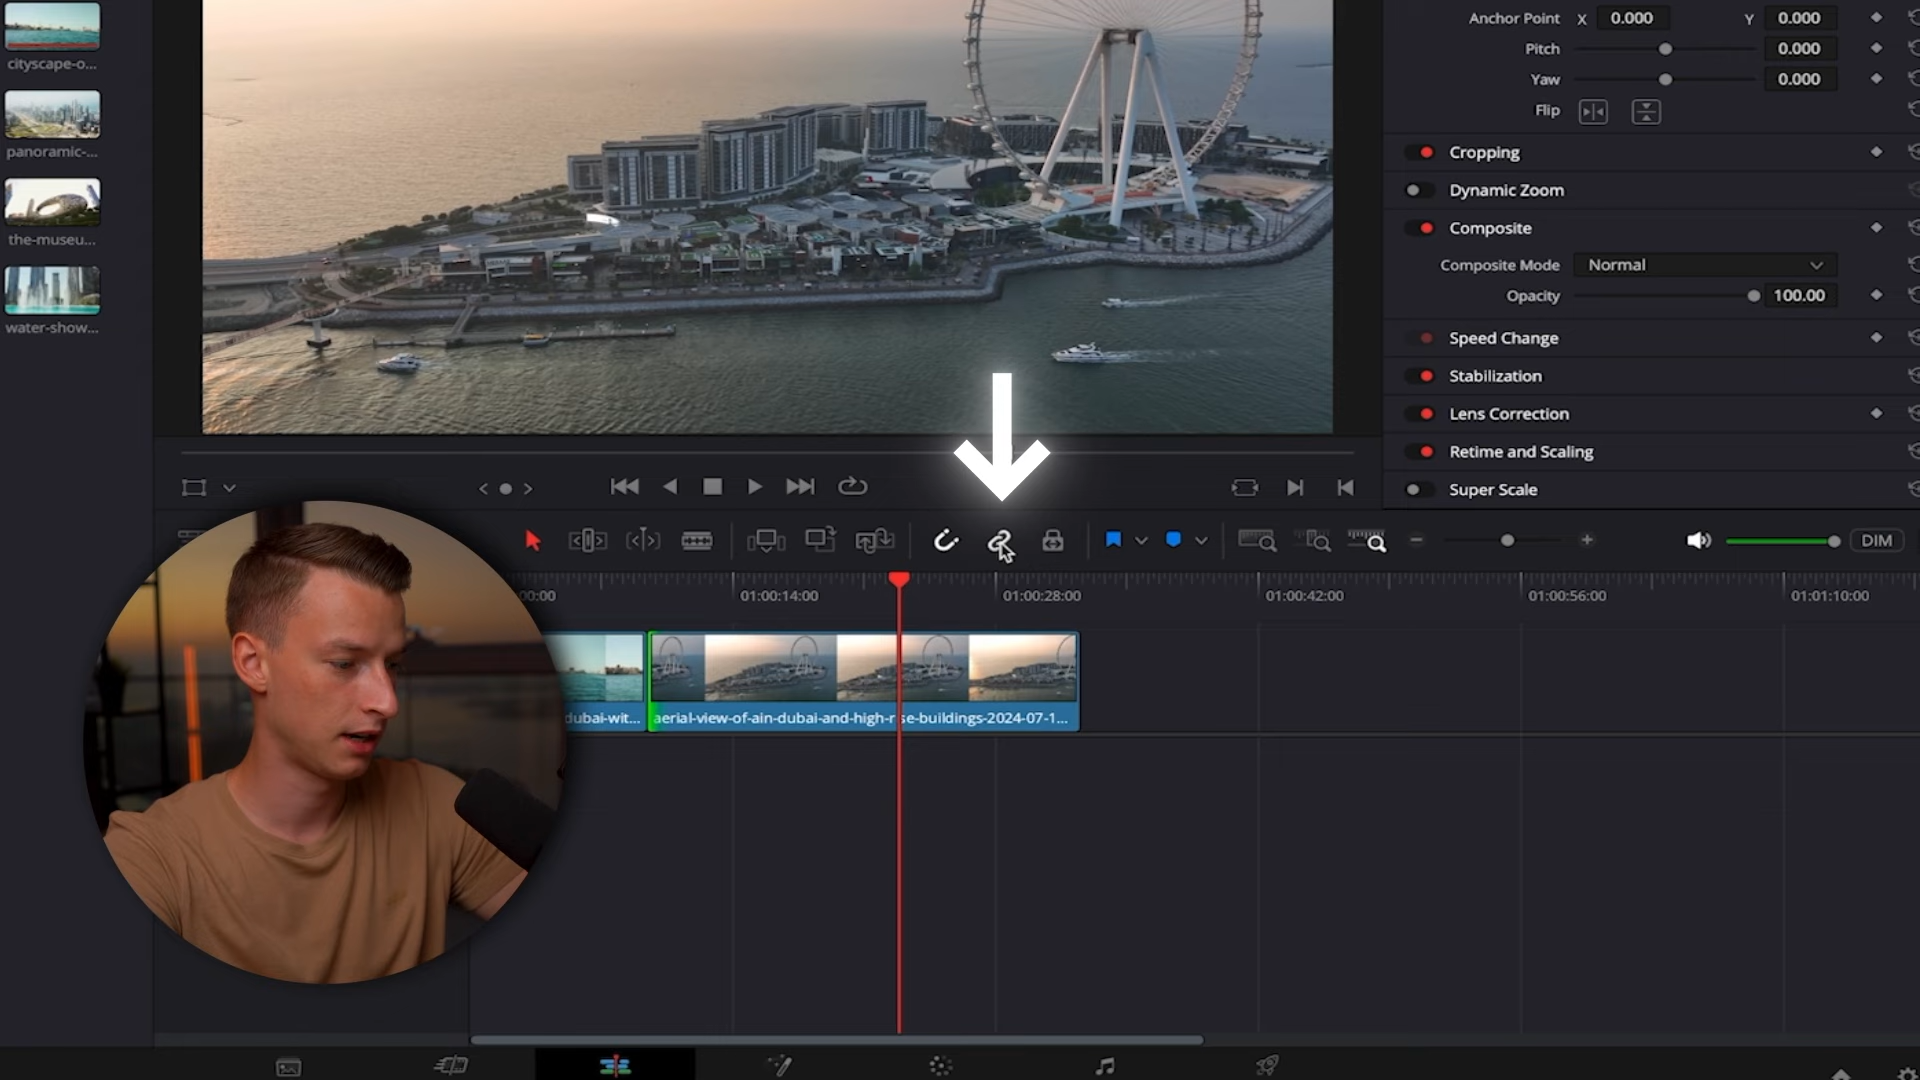 cityscape-o...
panoramic-...
the-museu...
water-show...
Anchor Point X 0.000 Y 0.000
Pitch 0.000
Yaw 0.000
Flip
Cropping
Dynamic Zoom
Composite
Composite Mode Normal
Opacity 100.00
Speed Change
Stabilization
Lens Correction
Retime and Scaling
Super Scale
DIM
00:00 01:00:14:00 01:00:28:00 01:00:42:00 01:00:56:00 01:01:10:00
dubai-wit... aerial-view-of-ain-dubai-and-high-rise-buildings-2024-07-1...